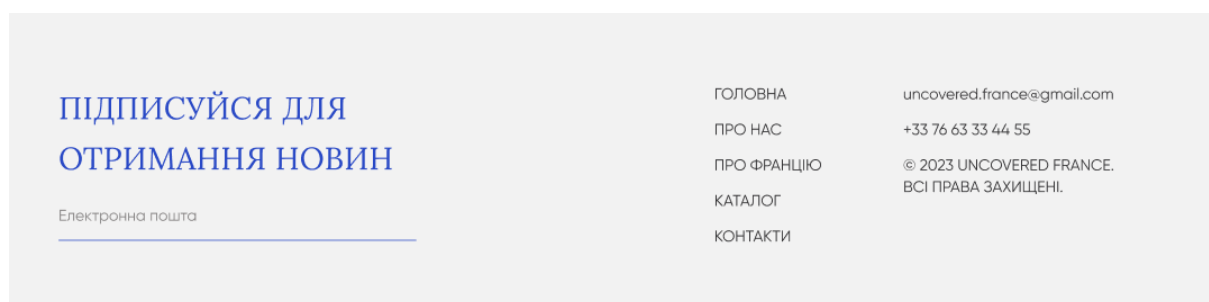 ПІДПИСУЙСЯ ДЛЯ
ОТРИМАННЯ НОВИН
Електронна пошта
ГОЛОВНА
ПРО НАС
ПРО ФРАНЦІЮ
КАТАЛОГ
КОНТАКТИ
uncovered.france@gmail.com
+33 76 63 33 44 55
© 2023 UNCOVERED FRANCE.
ВСІ ПРАВА ЗАХИЩЕНІ.